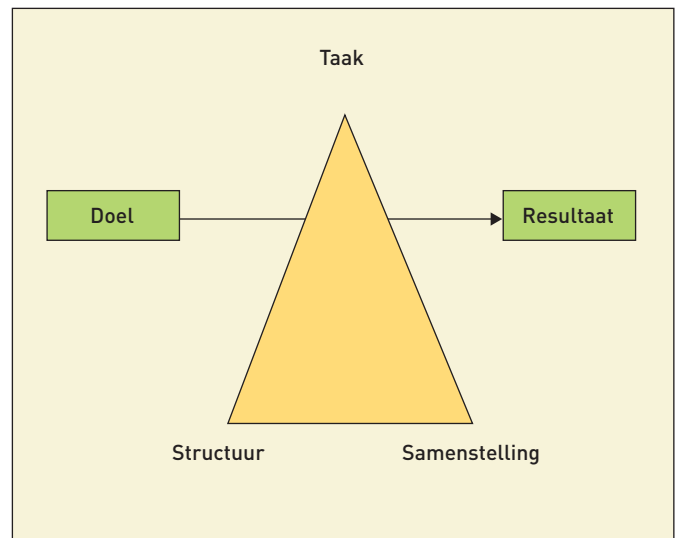 Taak
Doel
Resultaat
Structuur
Samenstelling